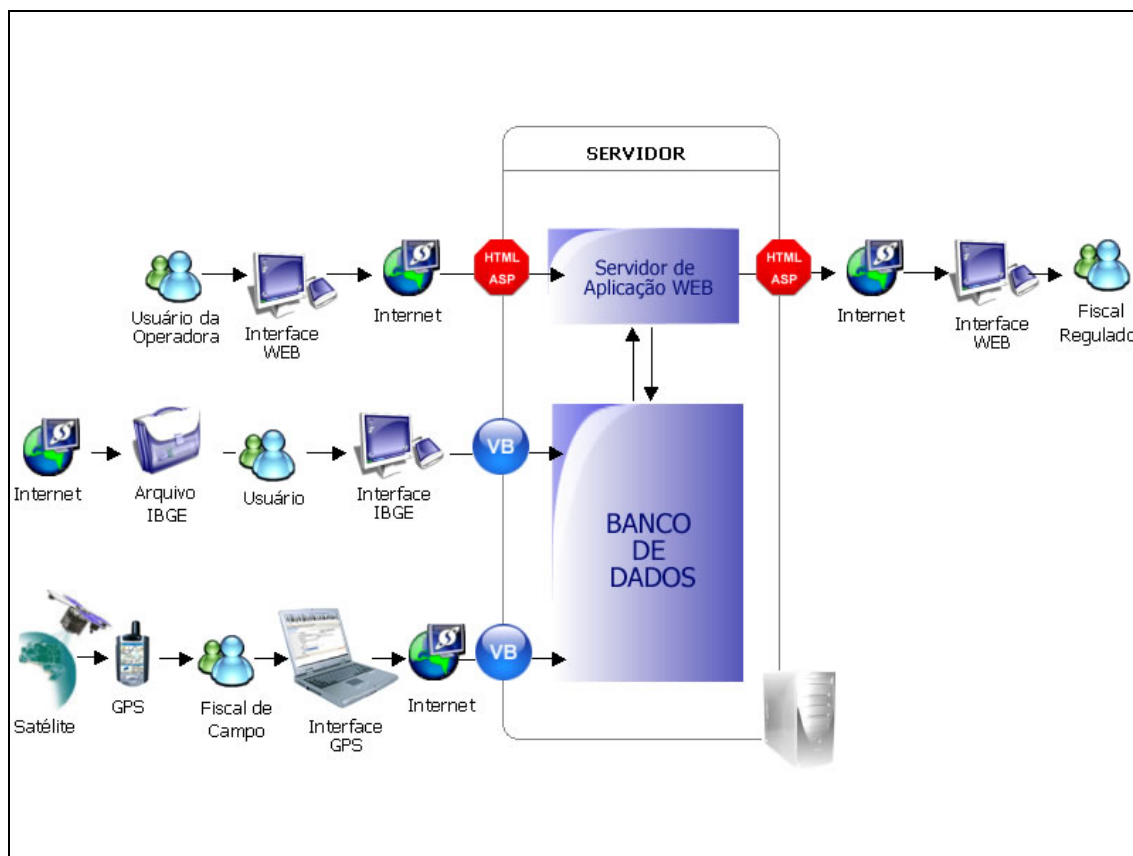 SERVIDOR
HTML
ASP
Servidor de
Aplicação WEB
HTML
ASP
Usuário da
Operadora
Interface
WEB
Internet
Internet
Interface
WEB
Fiscal
Regulado
VB
Internet
Arquivo
IBGE
Usuário
Interface
IBGE
BANCO
DE
DADOS
VB
Satélite
GPS
Fiscal de
Campo
Interface
GPS
Internet